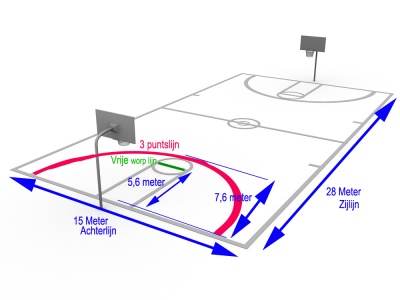 3 puntslijn
Vrije worp lijn
5,6 meter
7,6 meter
28 Meter
Zijlijn
15 Meter
Achterlijn